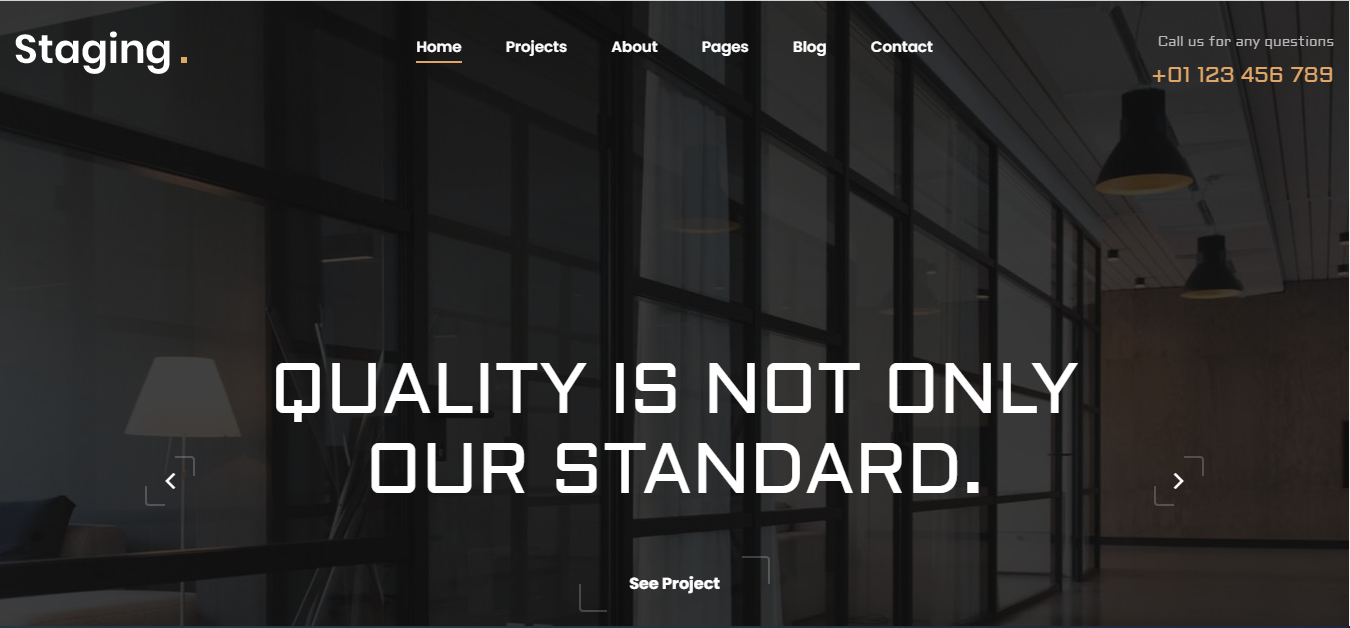 Staging .
Home Projects About Pages Blog Contact
Call us for any questions
+01 123 456 789
QUALITY IS NOT ONLY
OUR STANDARD.
See Project